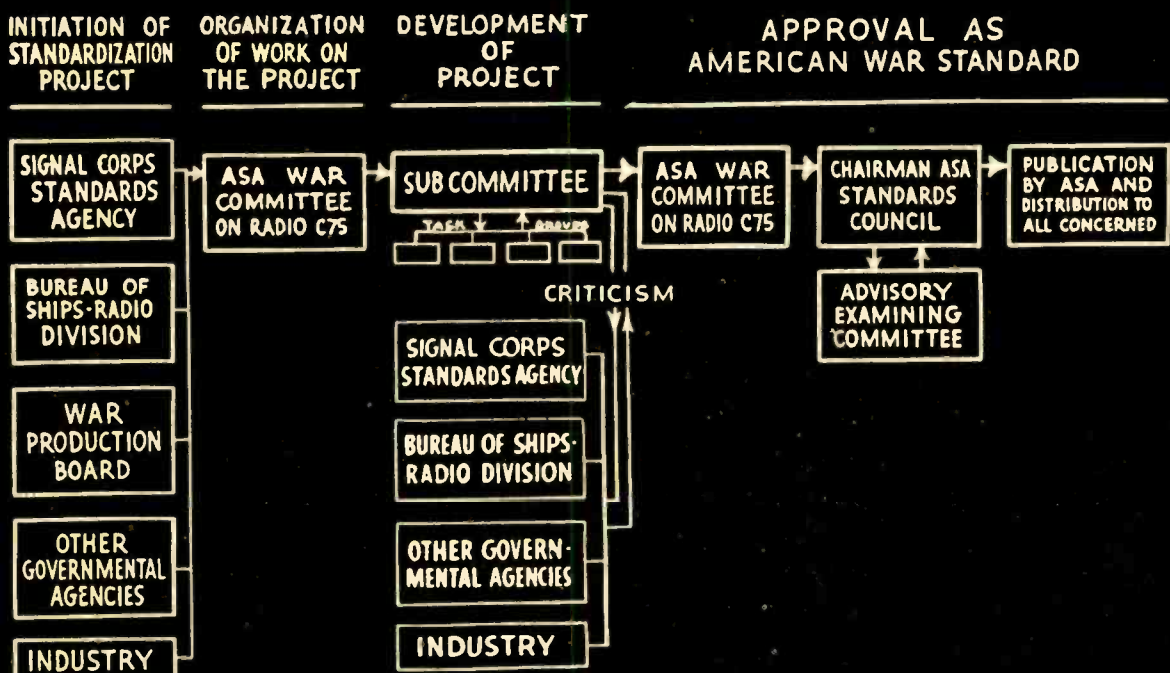 INITIATION OF
STANDARDIZATION
PROJECT
ORGANIZATION
OF WORK ON
THE PROJECT
DEVELOPMENT
OF
PROJECT
APPROVAL AS
AMERICAN WAR STANDARD
SIGNAL CORPS
STANDARDS
AGENCY
BUREAU OF
SHIPS-RADIO
DIVISION
WAR
PRODUCTION
BOARD
OTHER
GOVERNMENTAL
AGENCIES
INDUSTRY
ASA WAR
COMMITTEE
ON RADIO C75
SUB COMMITTEE
TASK GROUPS
CRITICISM
SIGNAL CORPS
STANDARDS AGENCY
BUREAU OF SHIPS-
RADIO DIVISION
OTHER GOVERN-
MENTAL AGENCIES
INDUSTRY
ASA WAR
COMMITTEE
ON RADIO C75
CHAIRMAN ASA
STANDARDS
COUNCIL
ADVISORY
EXAMINING
COMMITTEE
PUBLICATION
BY ASA AND
DISTRIBUTION TO
ALL CONCERNED